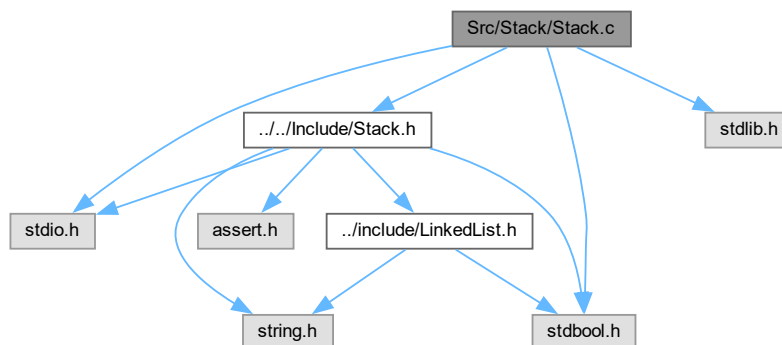 Src/Stack/Stack.c
../../Include/Stack.h
stdlib.h
stdio.h
assert.h
../include/LinkedList.h
string.h
stdbool.h